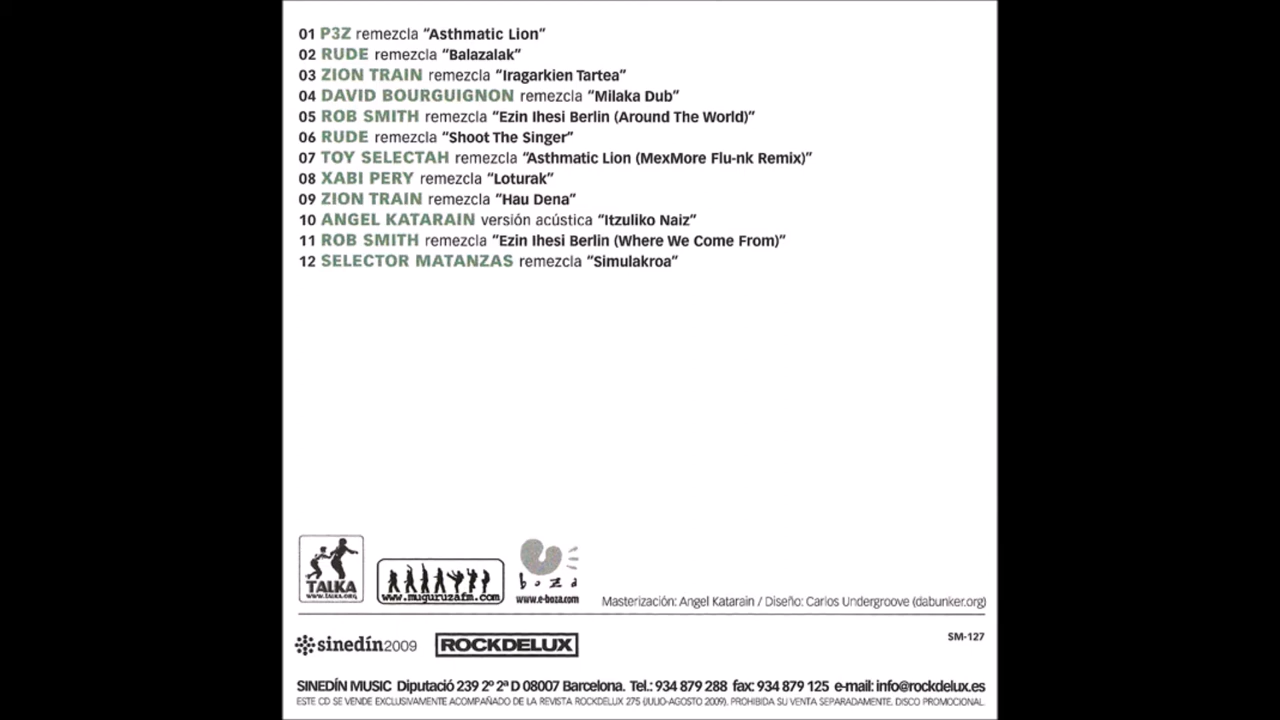 01 P3Z remezcla “Asthmatic Lion”
02 RUDE remezcla “Balazalak”
03 ZION TRAIN remezcla “Iragarkien Tartea”
04 DAVID BOURGUIGNON remezcla “Milaka Dub”
05 ROB SMITH remezcla “Ezin Ihesi Berlin (Around The World)”
06 RUDE remezcla “Shoot The Singer”
07 TOY SELECTAH remezcla “Asthmatic Lion (MexMore Flu-nk Remix)”
08 XABI PERY remezcla “Loturak”
09 ZION TRAIN remezcla “Hau Dena”
10 ANGEL KATARAIN versión acústica “Itzuliko Naiz”
11 ROB SMITH remezcla “Ezin Ihesi Berlin (Where We Come From)”
12 SELECTOR MATANZAS remezcla “Simulakroa”
TALKA
www.TALKA.ORG
www.muguruzafm.com
boza
www.e-boza.com
Masterización: Angel Katarain / Diseño: Carlos Undergroove (dabunker.org)
SM-127
sinedín2009 ROCKDELUX
SINEDÍN MUSIC Diputació 239 2º 2ª D 08007 Barcelona. Tel.: 934 879 288 fax: 934 879 125 e-mail: info@rockdelux.es
ESTE CD SE VENDE EXCLUSIVAMENTE ACOMPAÑADO DE LA REVISTA ROCKDELUX 275 (JULIO-AGOSTO 2009). PROHIBIDA SU VENTA SEPARADAMENTE. DISCO PROMOCIONAL.